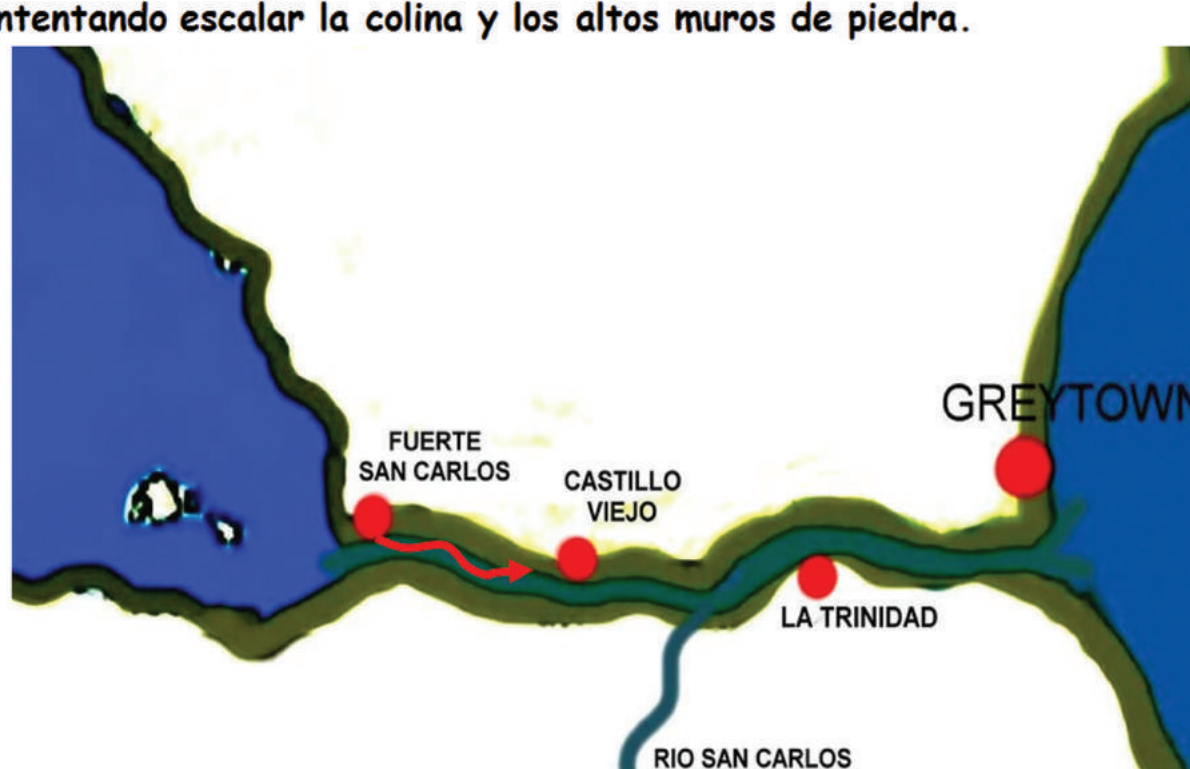 ntentando escalar la colina y los altos muros de piedra.
GREYTOWN
FUERTE
SAN CARLOS
CASTILLO
VIEJO
LA TRINIDAD
RIO SAN CARLOS